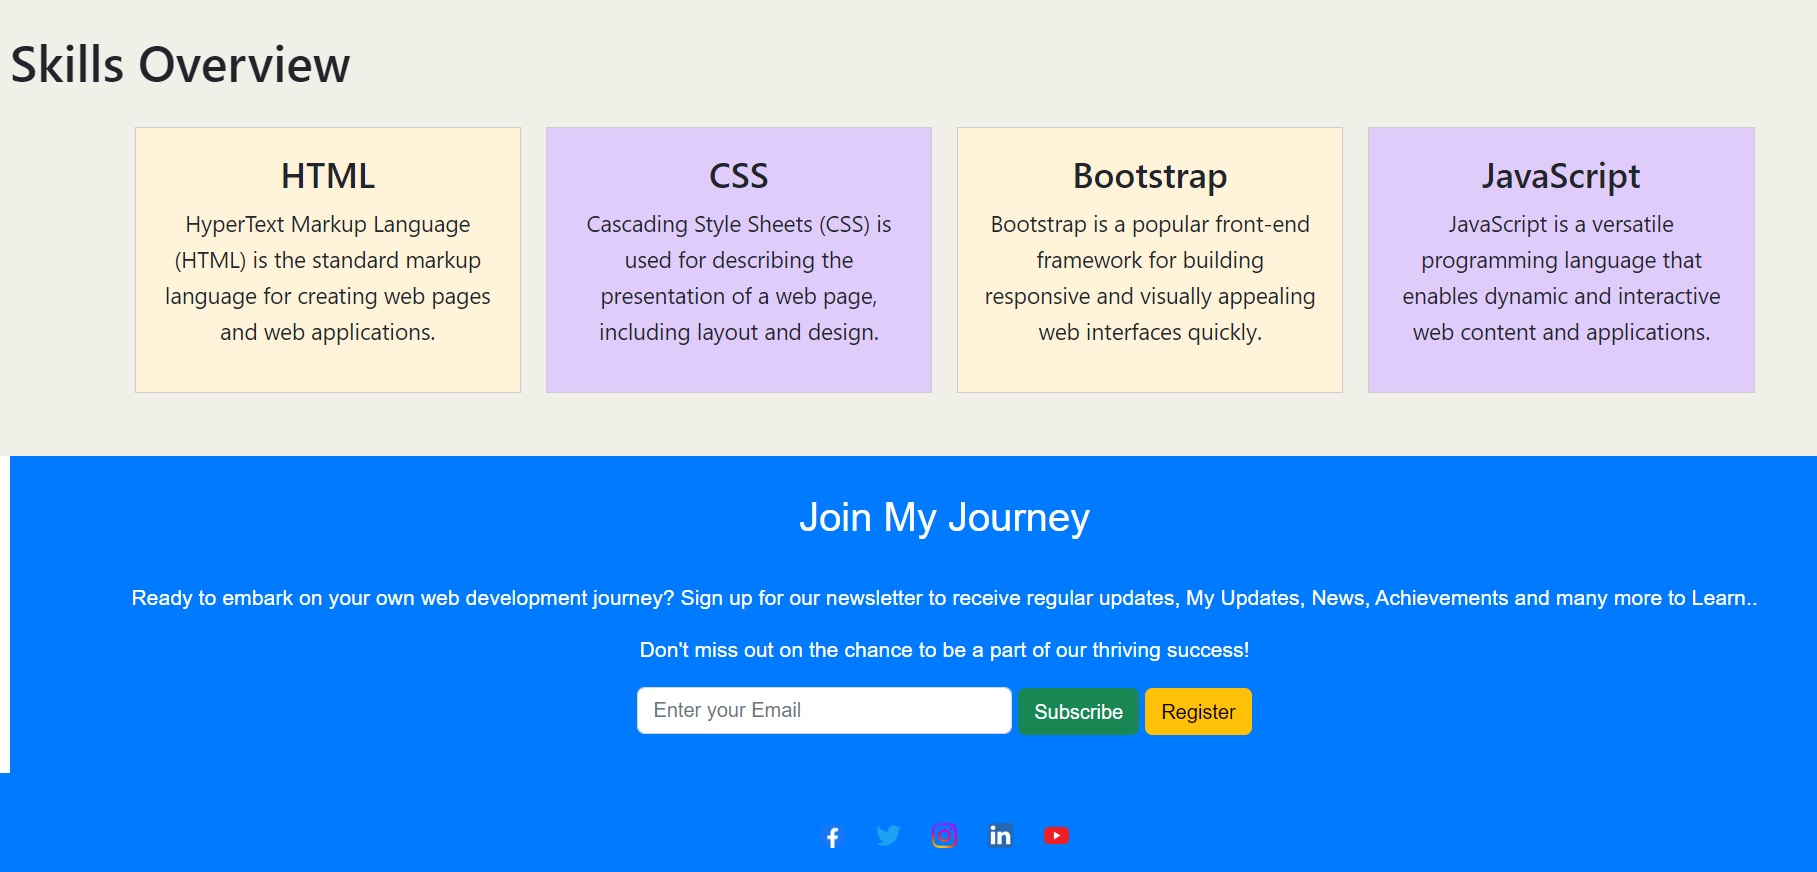 Skills Overview
HTML
HyperText Markup Language
(HTML) is the standard markup
language for creating web pages
and web applications.
CSS
Cascading Style Sheets (CSS) is
used for describing the
presentation of a web page,
including layout and design.
Bootstrap
Bootstrap is a popular front-end
framework for building
responsive and visually appealing
web interfaces quickly.
JavaScript
JavaScript is a versatile
programming language that
enables dynamic and interactive
web content and applications.
Join My Journey
Ready to embark on your own web development journey? Sign up for our newsletter to receive regular updates, My Updates, News, Achievements and many more to Learn..
Don't miss out on the chance to be a part of our thriving success!
Enter your Email
Subscribe
Register